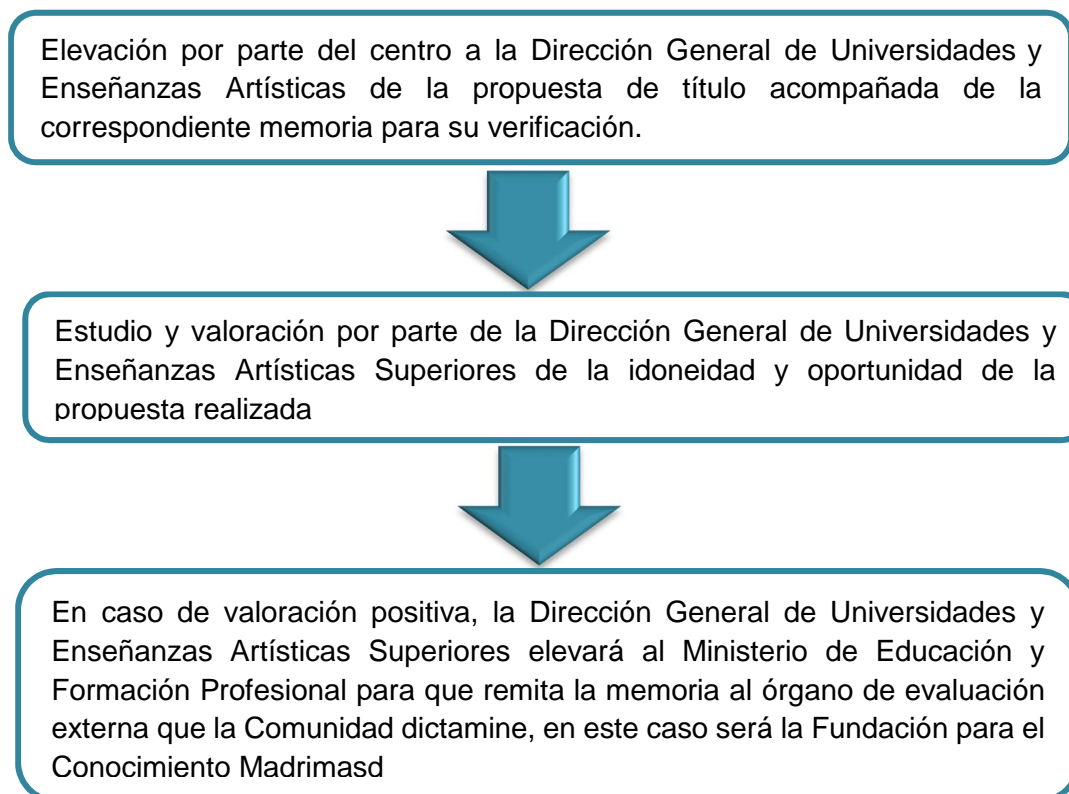 Elevación por parte del centro a la Dirección General de Universidades y
Enseñanzas Artísticas de la propuesta de título acompañada de la
correspondiente memoria para su verificación.
Estudio y valoración por parte de la Dirección General de Universidades y
Enseñanzas Artísticas Superiores de la idoneidad y oportunidad de la
propuesta realizada
En caso de valoración positiva, la Dirección General de Universidades y
Enseñanzas Artísticas Superiores elevará al Ministerio de Educación y
Formación Profesional para que remita la memoria al órgano de evaluación
externa que la Comunidad dictamine, en este caso será la Fundación para el
Conocimiento Madrimasd